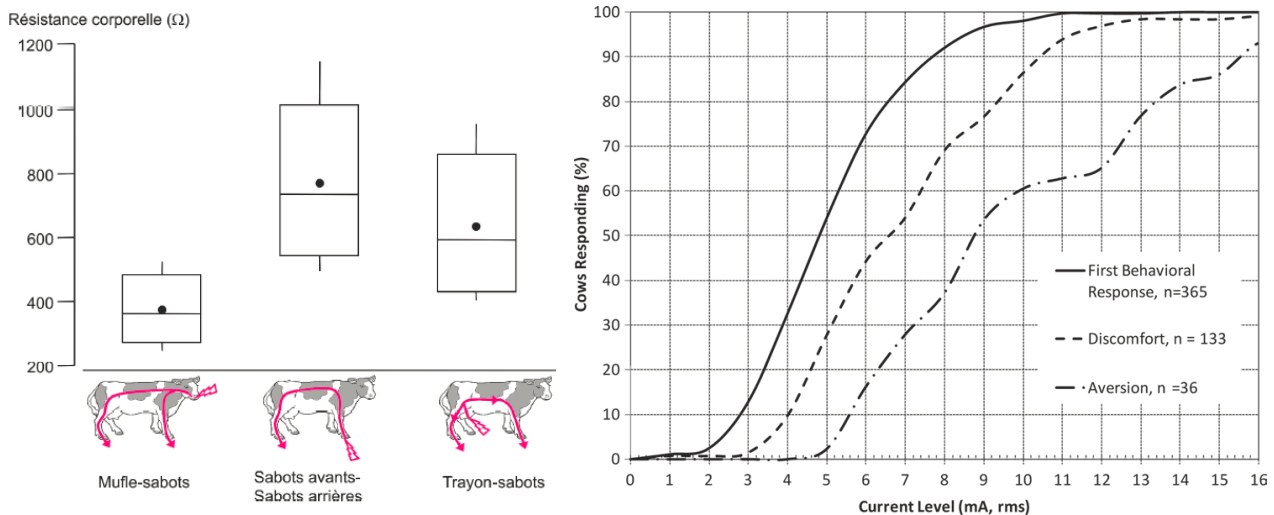 Résistance corporelle (Ω)
1200
1000
800
600
400
200
Mufle-sabots
Sabots avants-
Sabots arrières
Trayon-sabots
Cows Responding (%)
100
90
80
70
60
50
40
30
20
10
0
First Behavioral
Response, n=365
Discomfort, n = 133
Aversion, n =36
0 1 2 3 4 5 6 7 8 9 10 11 12 13 14 15 16
Current Level (mA, rms)